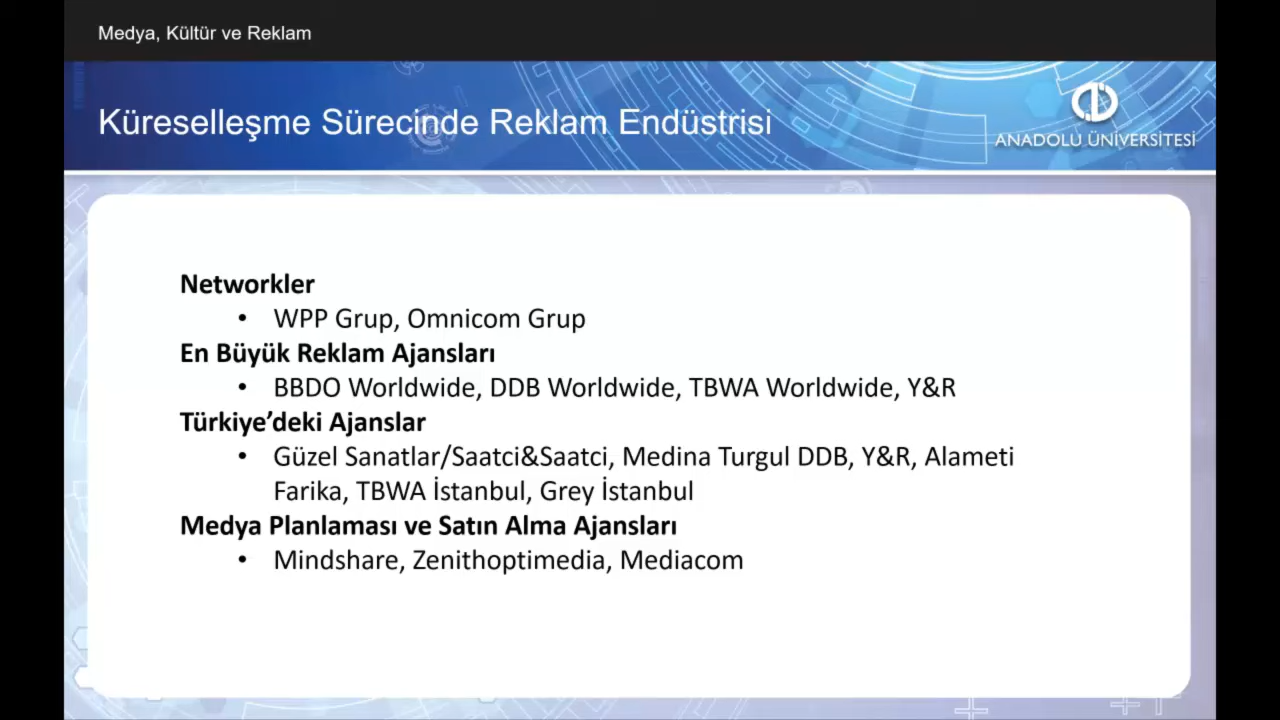 Medya, Kültür ve Reklam
Küreselleşme Sürecinde Reklam Endüstrisi
ANADOLU ÜNİVERSİTESİ
Networkler
• WPP Grup, Omnicom Grup
En Büyük Reklam Ajansları
• BBDO Worldwide, DDB Worldwide, TBWA Worldwide, Y&R
Türkiye’deki Ajanslar
• Güzel Sanatlar/Saatci&Saatci, Medina Turgul DDB, Y&R, Alameti
Farika, TBWA İstanbul, Grey İstanbul
Medya Planlaması ve Satın Alma Ajansları
• Mindshare, Zenithoptimedia, Mediacom